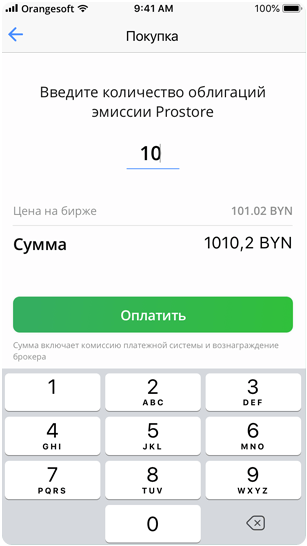 Orangesoft 9:41 AM 100%
Покупка
Введите количество облигаций
эмиссии Prostore
10
Цена на бирже 101.02 BYN
Сумма 1010,2 BYN
Оплатить
Сумма включает комиссию платежной системы и вознаграждение
брокера
1 2 3
ABC DEF
4 5 6
GHI JKL MNO
7 8 9
PQRS TUV WXYZ
0